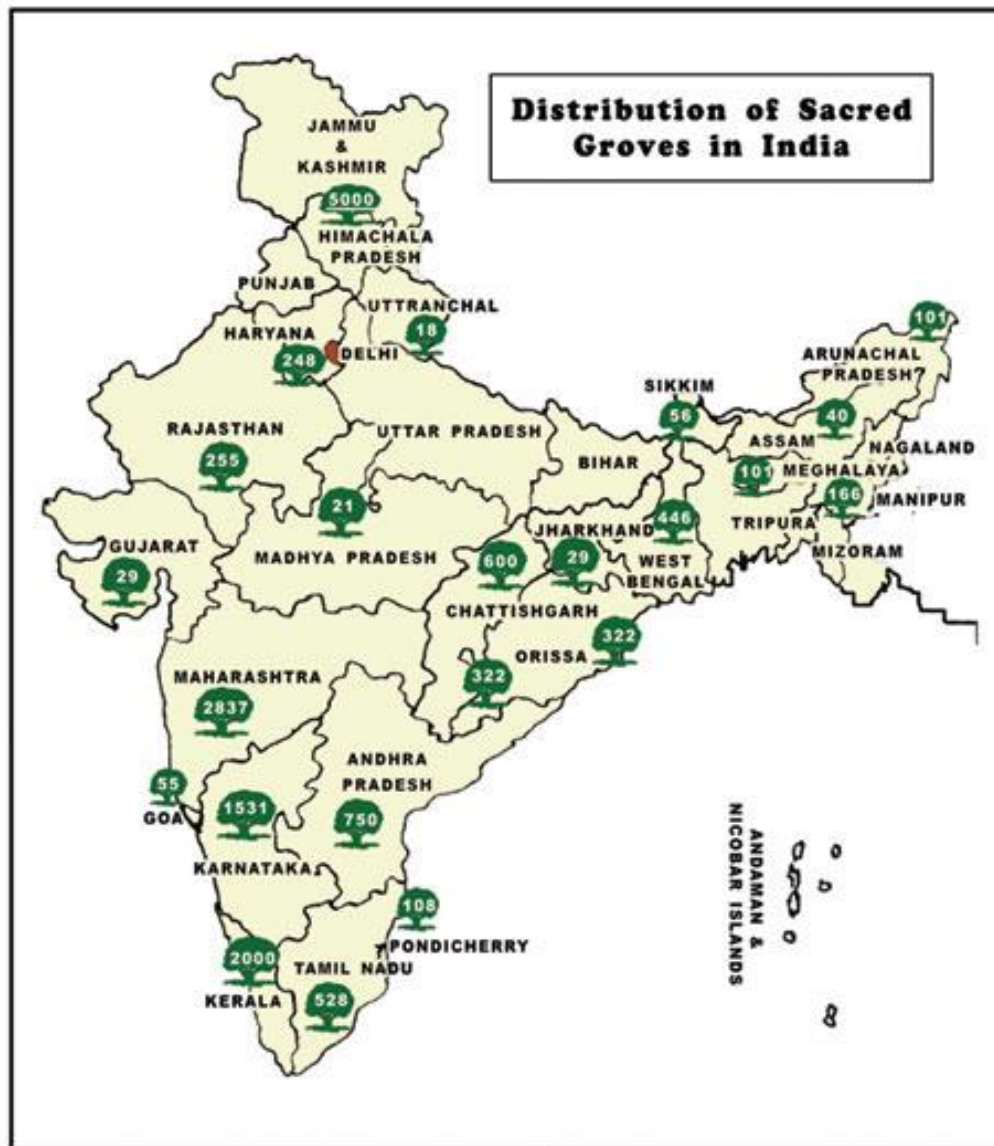 Distribution of Sacred
Groves in India
JAMMU
&
KASHMIR
5000
HIMACHALA
PRADESH
PUNJAB
UTTRANCHAL
18
HARYANA
248
DELHI
101
ARUNACHAL
PRADESH?
SIKKIM
56
40
ASSAM
NAGALAND
RAJASTHAN
255
UTTAR PRADESH
BIHAR
101
MEGHALAYA
166
MANIPUR
21
MADHYA PRADESH
JHARKHAND
29
446
WEST
BENGAL
TRIPURA
MIZORAM
GUJARAT
29
600
CHATTISHGARH
322
ORISSA
322
MAHARASHTRA
2837
ANDHRA
PRADESH
750
55
GOA
1531
KARNATAKA
108
PONDICHERRY
2000
KERALA
TAMIL NADU
528
ANDAMAN &
NICOBAR ISLANDS